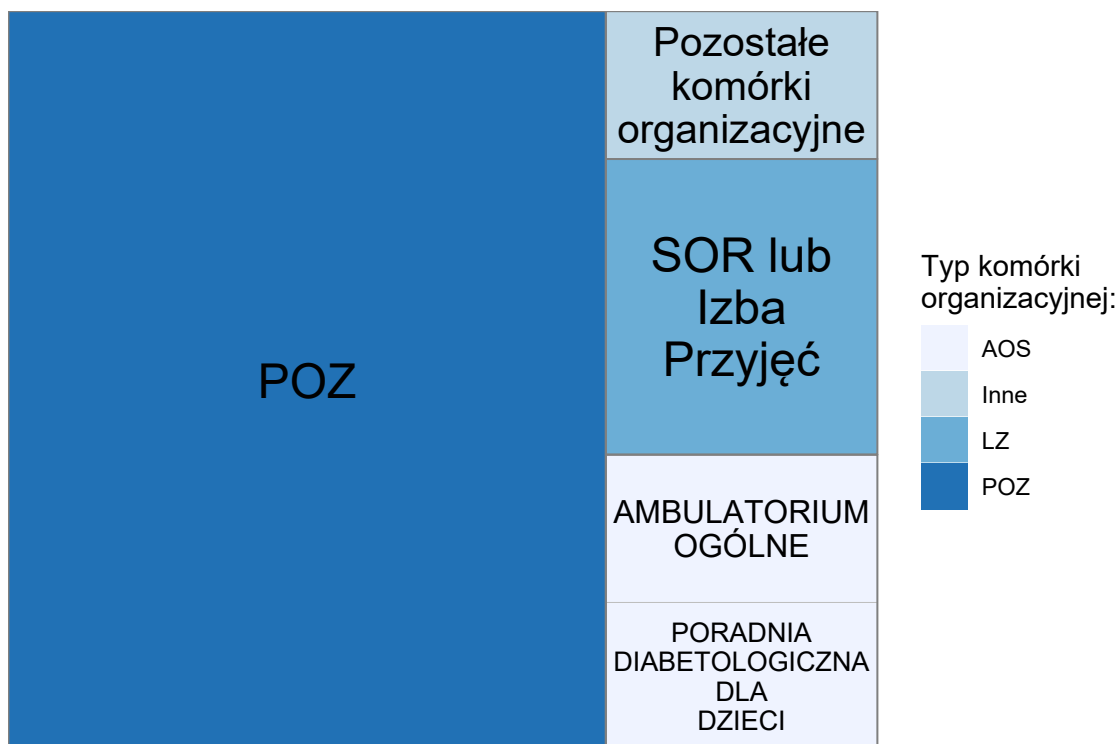 POZ
Pozostałe
komórki
organizacyjne
SOR lub
Izba
Przyjęć
AMBULATORIUM
OGÓLNE
PORADNIA
DIABETOLOGICZNA
DLA
DZIECI
Typ komórki
organizacyjnej:
AOS
Inne
LZ
POZ